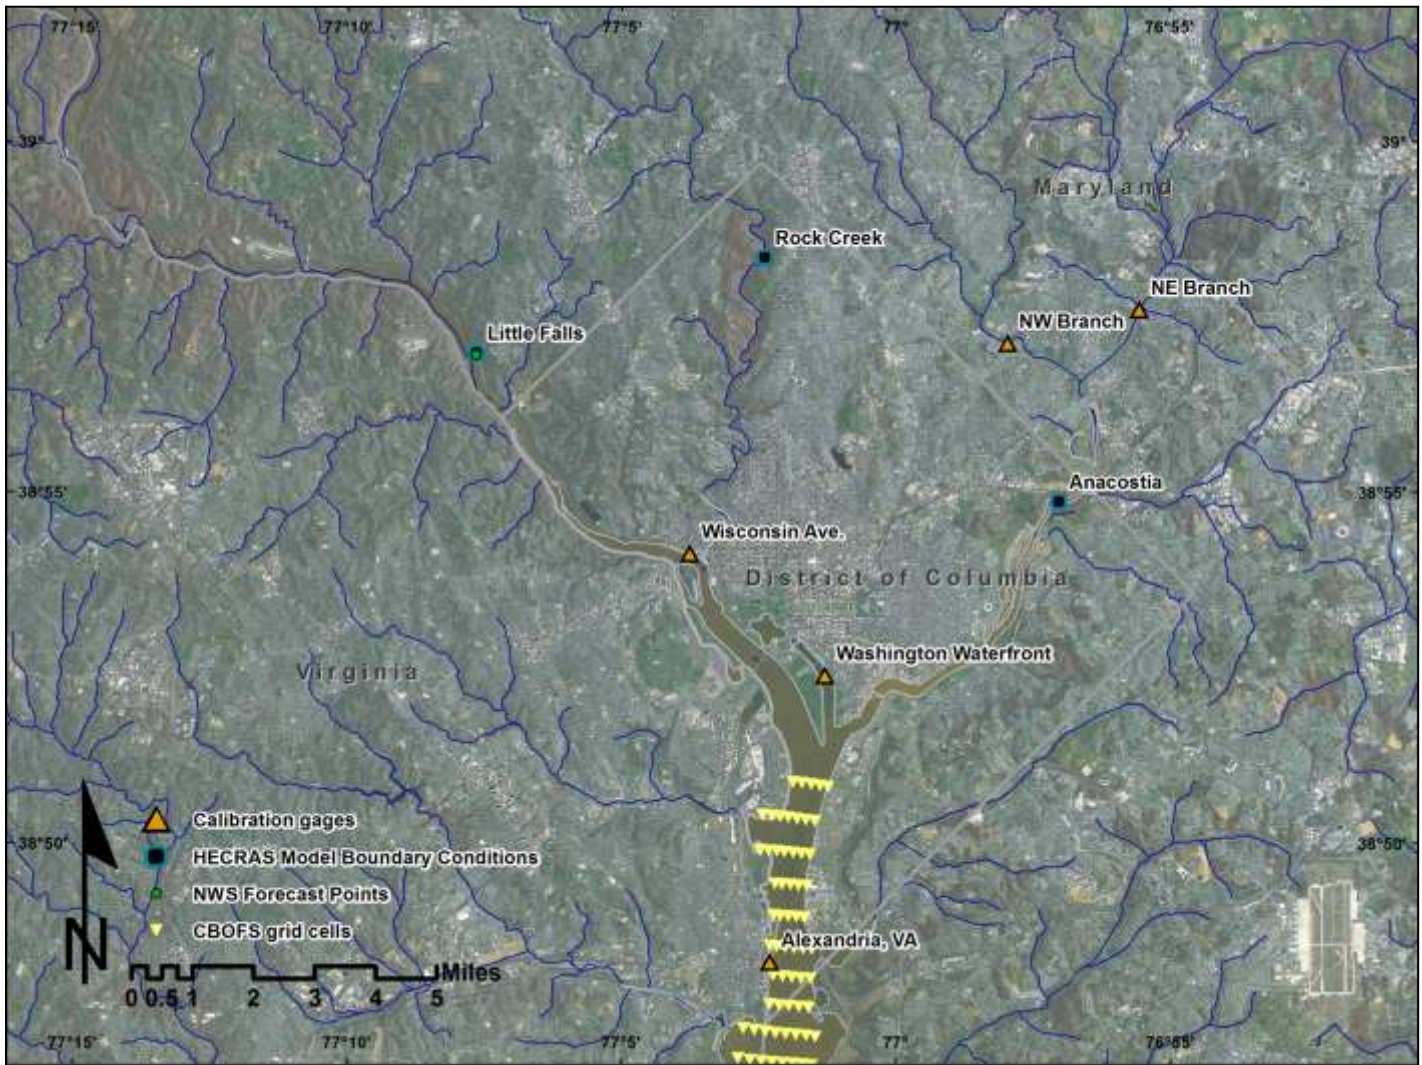 77°15' 77°10' 77°5' 77° 76°55'
39° 39°
Maryland
Rock Creek
NE Branch
NW Branch
Little Falls
Anacostia
38°55' 38°55'
Wisconsin Ave.
District of Columbia
Washington Waterfront
Virginia
Calibration gages
38°50' 38°50'
HECRAS Model Boundary Conditions
NWS Forecast Points
CBOFS grid cells
Alexandria, VA
N
Miles
0 0.5 1 2 3 4 5
77°15' 77°10' 77°5' 77° 76°55'